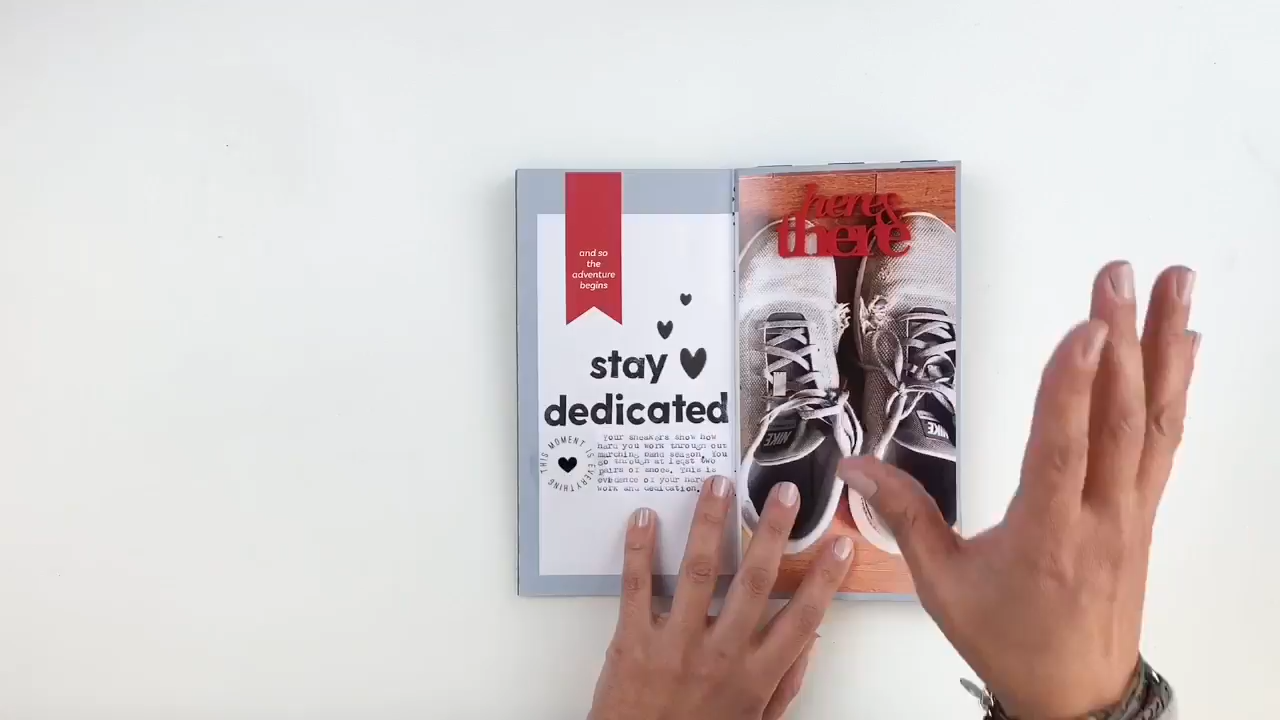 and so
the
adventure
begins
stay
dedicated
THIS MOMENT IS EVERYTHING
Your sneakers show how
hard you work through out
marching band season. You
go through at least two
pairs of shoes. This is
evidence of your hard
work and dedication.
here &
there
NIKE
NIKE